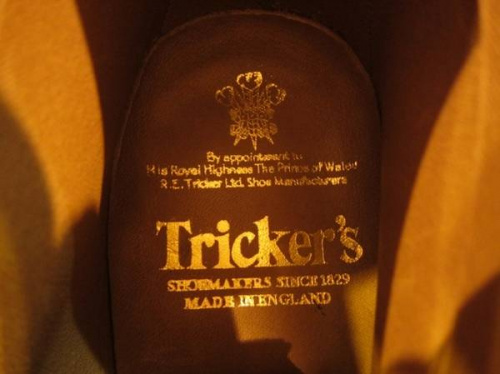 By appointment to
His Royal Highness The Prince of Wales
R.E. Tricker Ltd. Shoe Manufacturers
Tricker's
SHOEMAKERS SINCE 1829
MADE IN ENGLAND